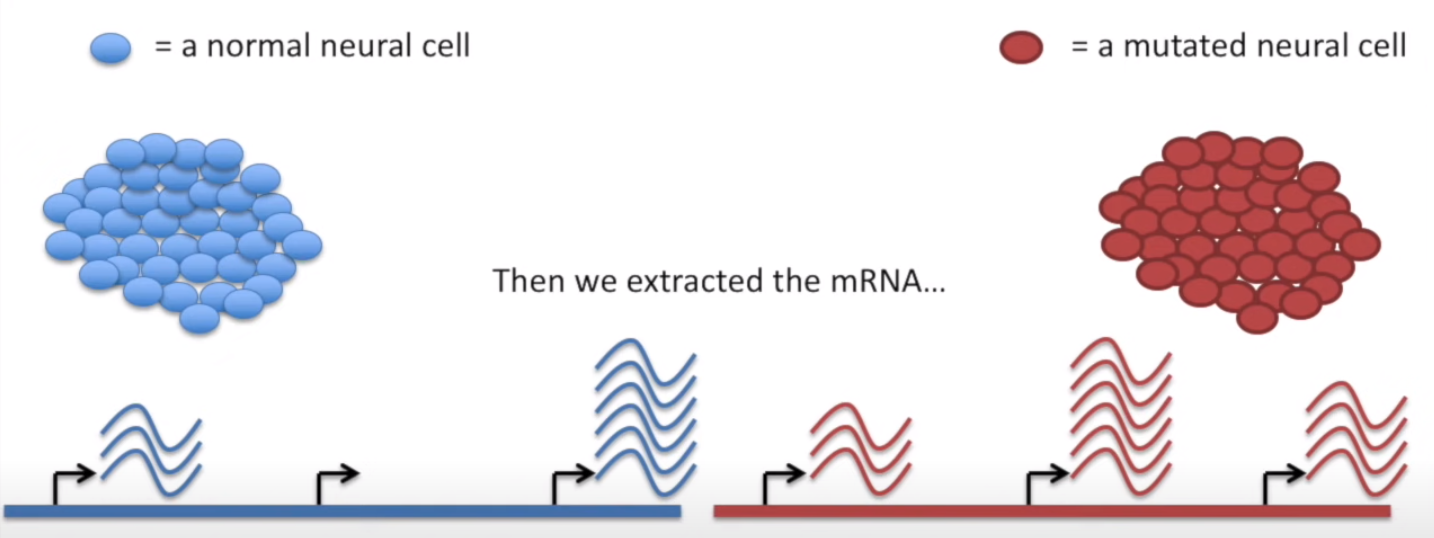 = a normal neural cell
= a mutated neural cell
Then we extracted the mRNA...